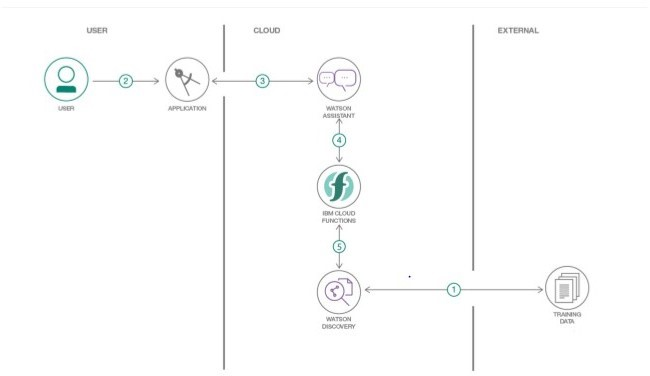 USER
CLOUD
EXTERNAL
2
3
USER
APPLICATION
WATSON
ASSISTANT
4
IBM CLOUD
FUNCTIONS
5
1
WATSON
DISCOVERY
TRAINING
DATA